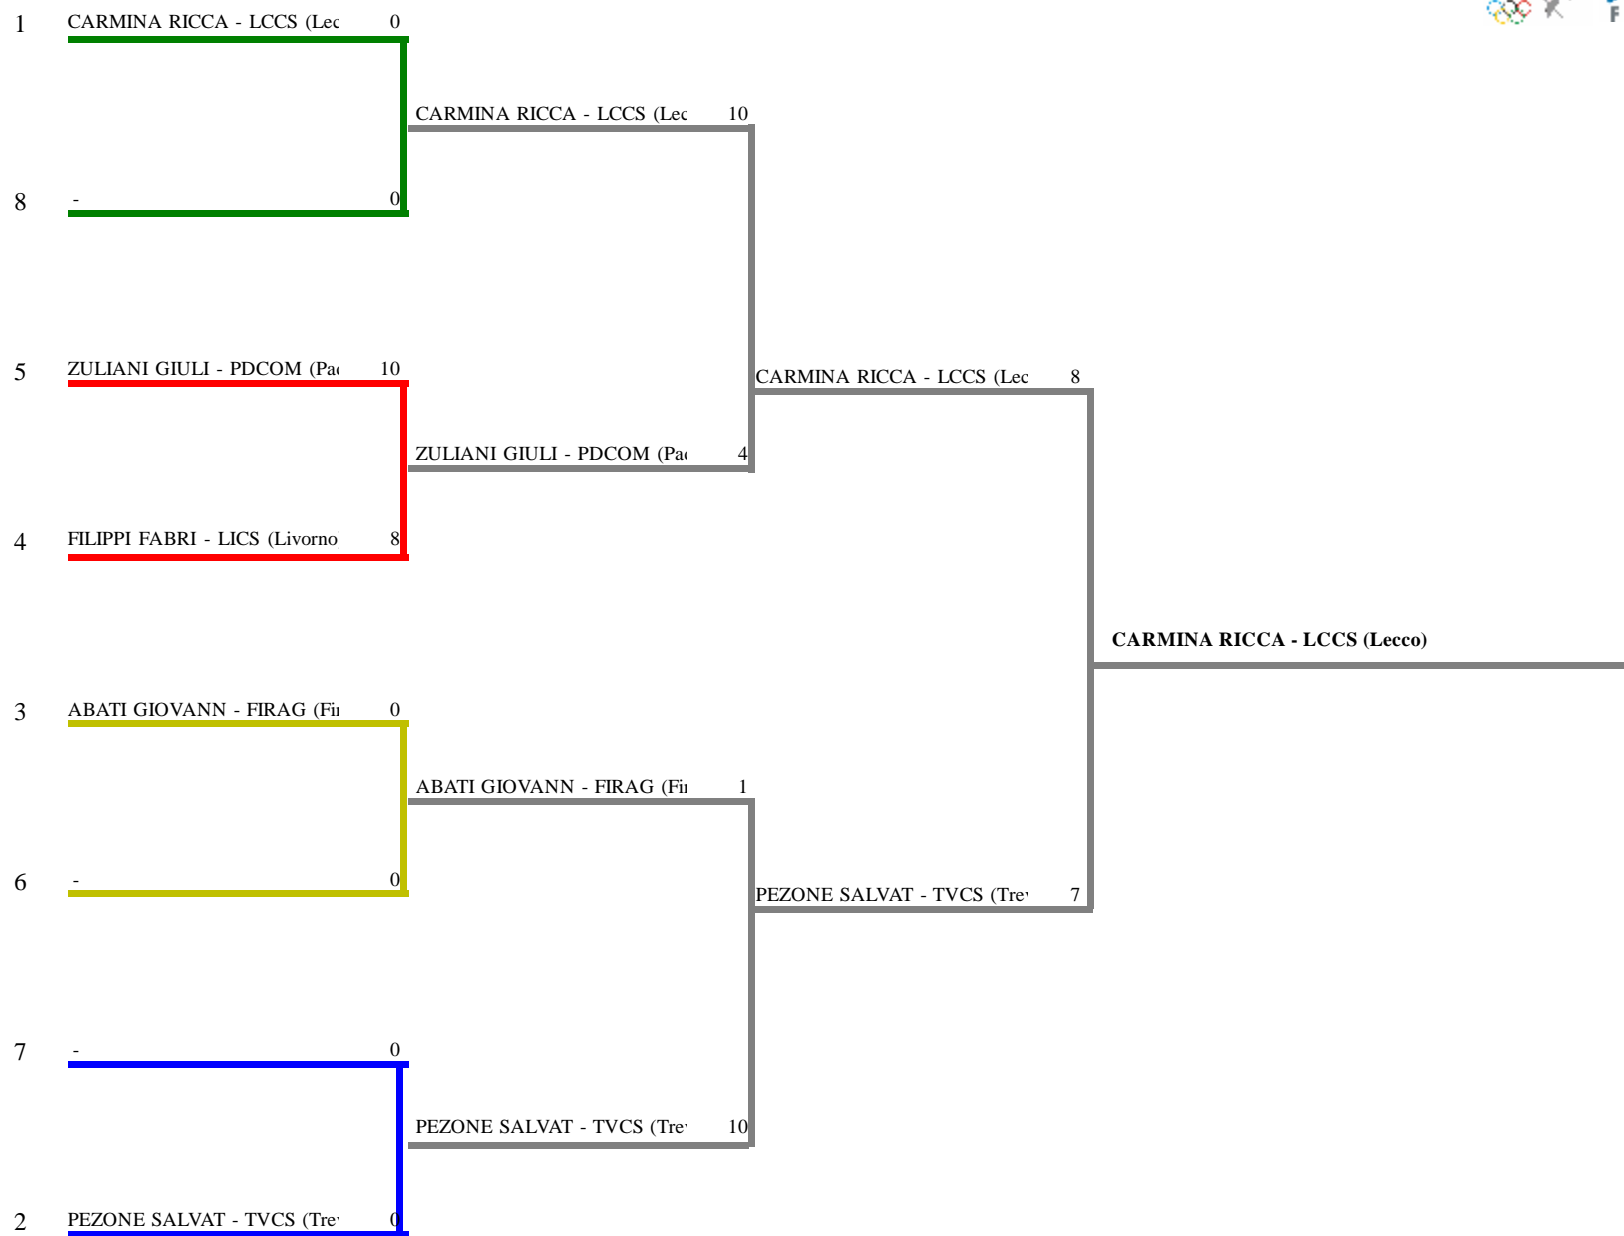 1 CARMINA RICCA - LCCS (Lec 0
CARMINA RICCA - LCCS (Lec 10
8 - 0
5 ZULIANI GIULI - PDCOM (Pa 10
CARMINA RICCA - LCCS (Lec 8
ZULIANI GIULI - PDCOM (Pa 4
4 FILIPPI FABRI - LICS (Livorno 8
CARMINA RICCA - LCCS (Lecco)
3 ABATI GIOVANN - FIRAG (Fi 0
ABATI GIOVANN - FIRAG (Fi 1
6 - 0
PEZONE SALVAT - TVCS (Tre 7
7 - 0
PEZONE SALVAT - TVCS (Tre 10
2 PEZONE SALVAT - TVCS (Tre 0
F